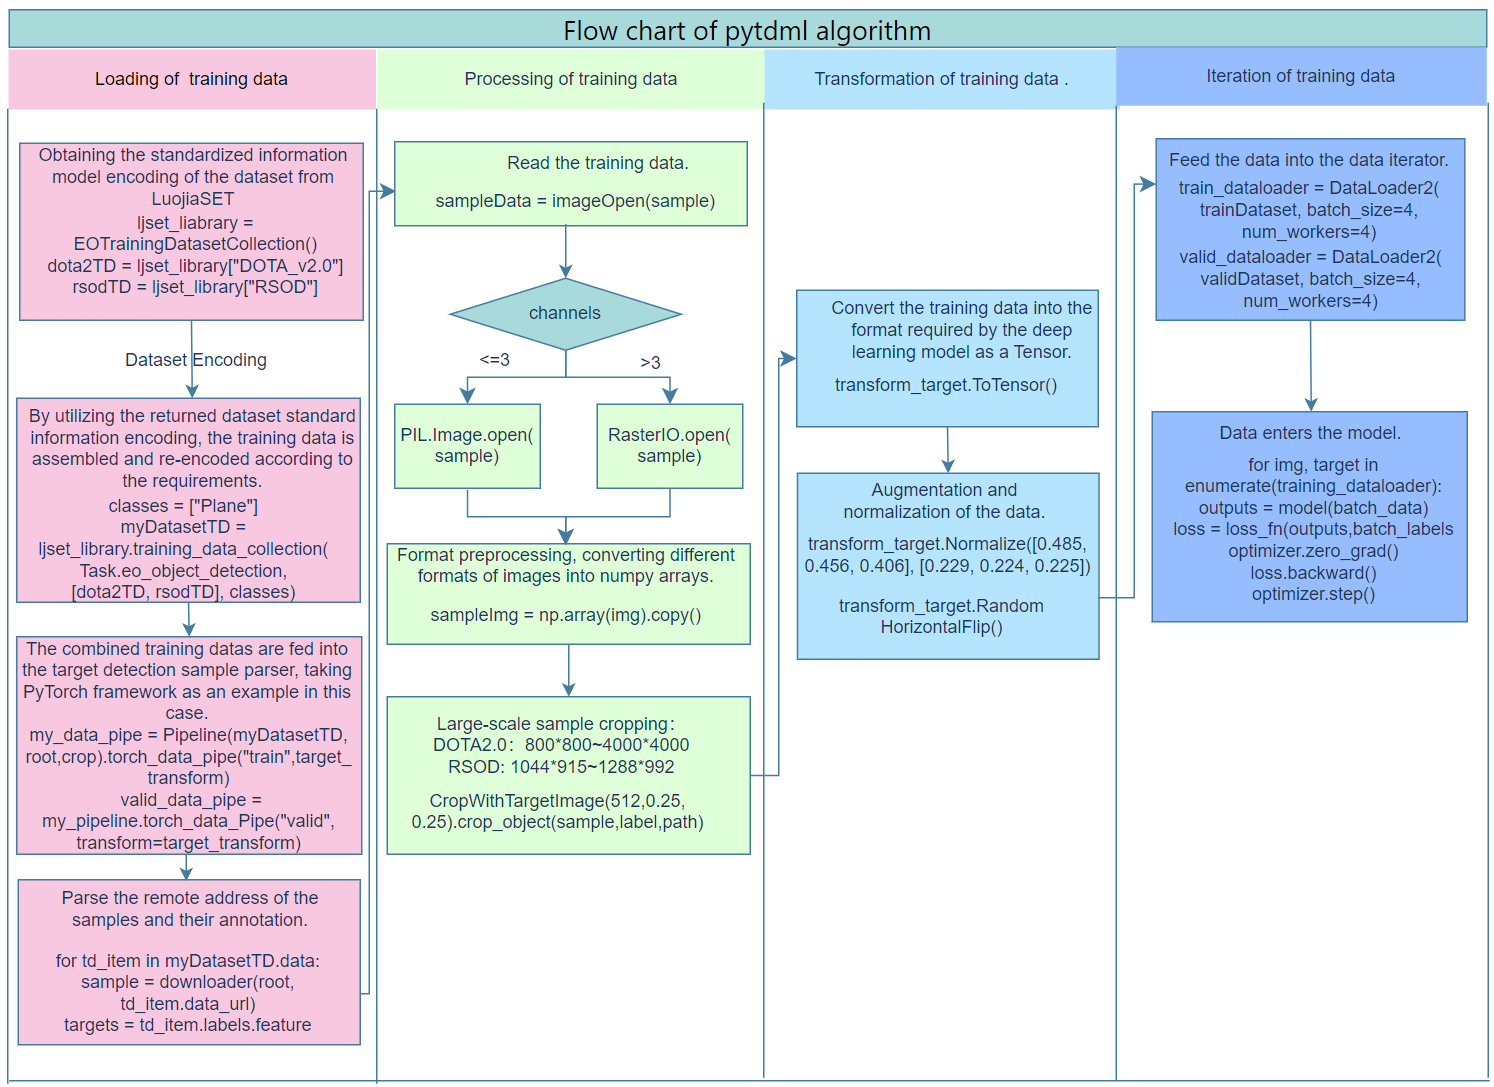 Flow chart of pytdml algorithm
Loading of  training data
Processing of training data
Transformation of training data .
Iteration of training data
Obtaining the standardized information
model encoding of the dataset from
LuojiaSET
ljset_liabrary =
EOTrainingDatasetCollection()
dota2TD = ljset_library["DOTA_v2.0"]
rsodTD = ljset_library["RSOD"]
Dataset Encoding
By utilizing the returned dataset standard
information encoding, the training data is
assembled and re-encoded according to
the requirements.
classes = ["Plane"]
myDatasetTD =
ljset_library.training_data_collection(
Task.eo_object_detection,
[dota2TD, rsodTD], classes)
The combined training datas are fed into
the target detection sample parser, taking
PyTorch framework as an example in this
case.
my_data_pipe = Pipeline(myDatasetTD,
root,crop).torch_data_pipe("train",target_
transform)
valid_data_pipe =
my_pipeline.torch_data_Pipe("valid",
transform=target_transform)
Parse the remote address of the
samples and their annotation.
for td_item in myDatasetTD.data:
sample = downloader(root,
td_item.data_url)
targets = td_item.labels.feature
Read the training data.
sampleData = imageOpen(sample)
channels
<=3
>3
PIL.Image.open(
sample)
RasterIO.open(
sample)
Format preprocessing, converting different
formats of images into numpy arrays.
sampleImg = np.array(img).copy()
Large-scale sample cropping：
DOTA2.0：800*800~4000*4000
RSOD: 1044*915~1288*992
CropWithTargetImage(512,0.25,
0.25).crop_object(sample,label,path)
Convert the training data into the
format required by the deep
learning model as a Tensor.
transform_target.ToTensor()
Augmentation and
normalization of the data.
transform_target.Normalize([0.485,
0.456, 0.406], [0.229, 0.224, 0.225])
transform_target.Random
HorizontalFlip()
Feed the data into the data iterator.
train_dataloader = DataLoader2(
trainDataset, batch_size=4,
num_workers=4)
valid_dataloader = DataLoader2(
validDataset, batch_size=4,
num_workers=4)
Data enters the model.
for img, target in
enumerate(training_dataloader):
outputs = model(batch_data)
loss = loss_fn(outputs,batch_labels
optimizer.zero_grad()
loss.backward()
optimizer.step()